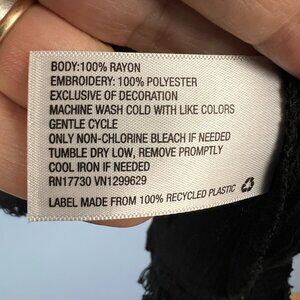 BODY:100% RAYON
EMBROIDERY: 100% POLYESTER
EXCLUSIVE OF DECORATION
MACHINE WASH COLD WITH LIKE COLORS
GENTLE CYCLE
ONLY NON-CHLORINE BLEACH IF NEEDED
TUMBLE DRY LOW, REMOVE PROMPTLY
COOL IRON IF NEEDED
RN17730 VN1299629
LABEL MADE FROM 100% RECYCLED PLASTIC